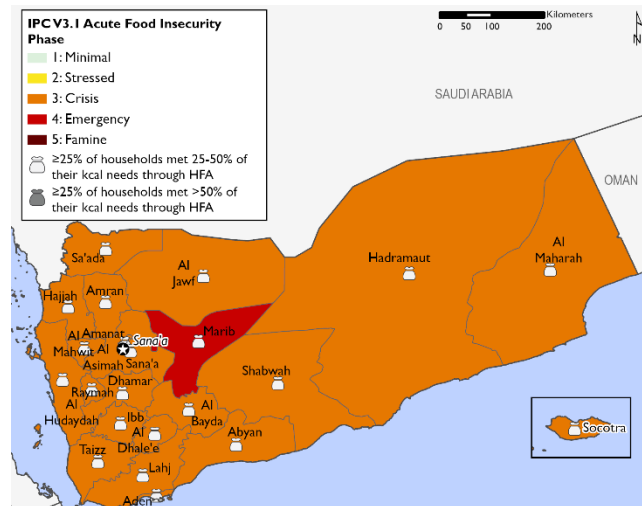 IPC V3.1 Acute Food Insecurity
Phase
1: Minimal
2: Stressed
3: Crisis
4: Emergency
5: Famine
≥25% of households met 25-50% of
their kcal needs through HFA
≥25% of households met >50% of
their kcal needs through HFA
Kilometers
0 50 100 200
N
SAUDI ARABIA
OMAN
Sa'ada
Al
Jawf
Hadramaut
Al
Maharah
Hajjah
Amran
Marib
Al
Mahwit
Amanat
Al
Asimah
Sana'a
Sana'a
Shabwah
Dhamar
Raymah
Al
Hudaydah
Ibb
Al
Dhale'e
Al
Bayda
Abyan
Taizz
Lahj
Aden
Socotra